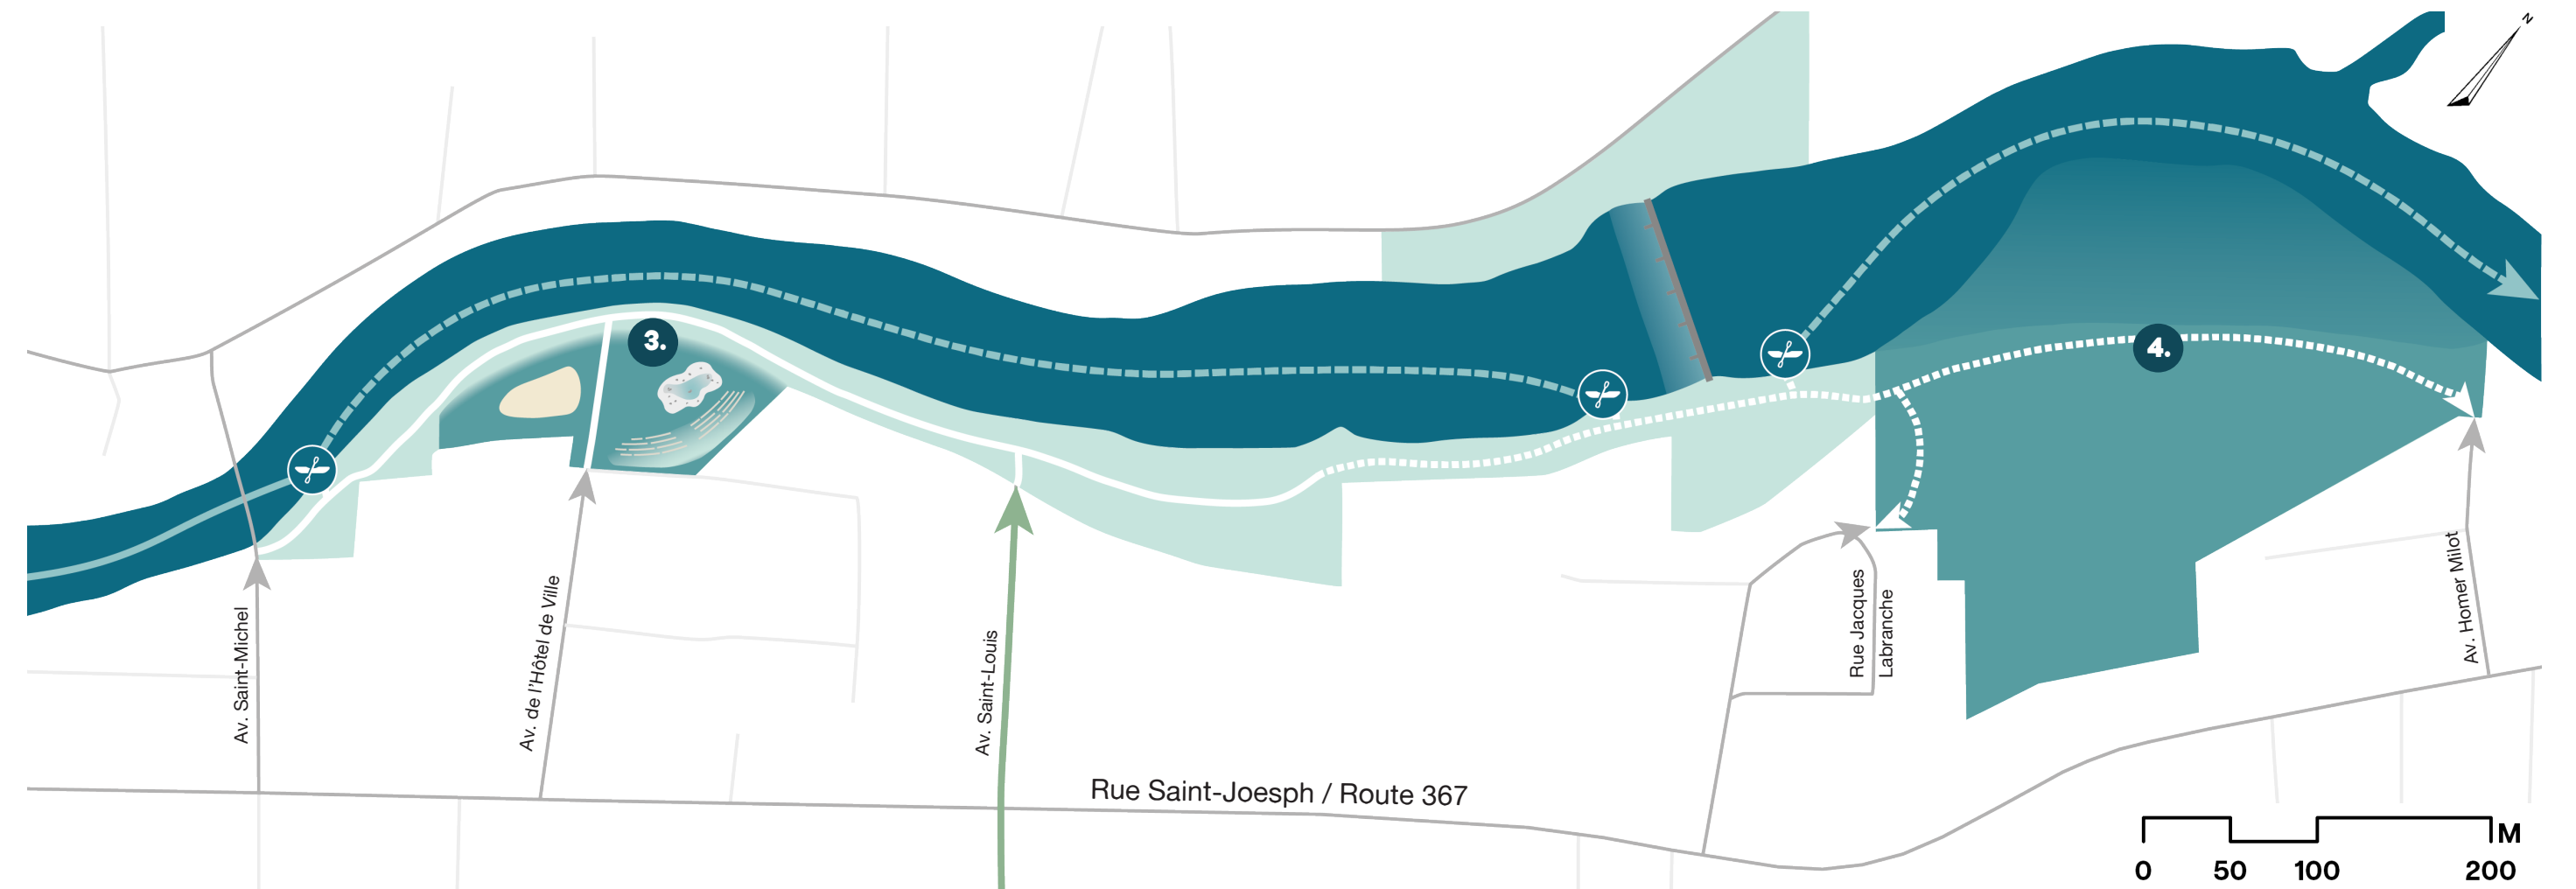 N
3.
4.
Av. Saint-Michel
Av. de l'Hôtel de Ville
Av. Saint-Louis
Rue Jacques
Labranche
Av. Homer Milot
Rue Saint-Joesph / Route 367
M
0 50 100 200